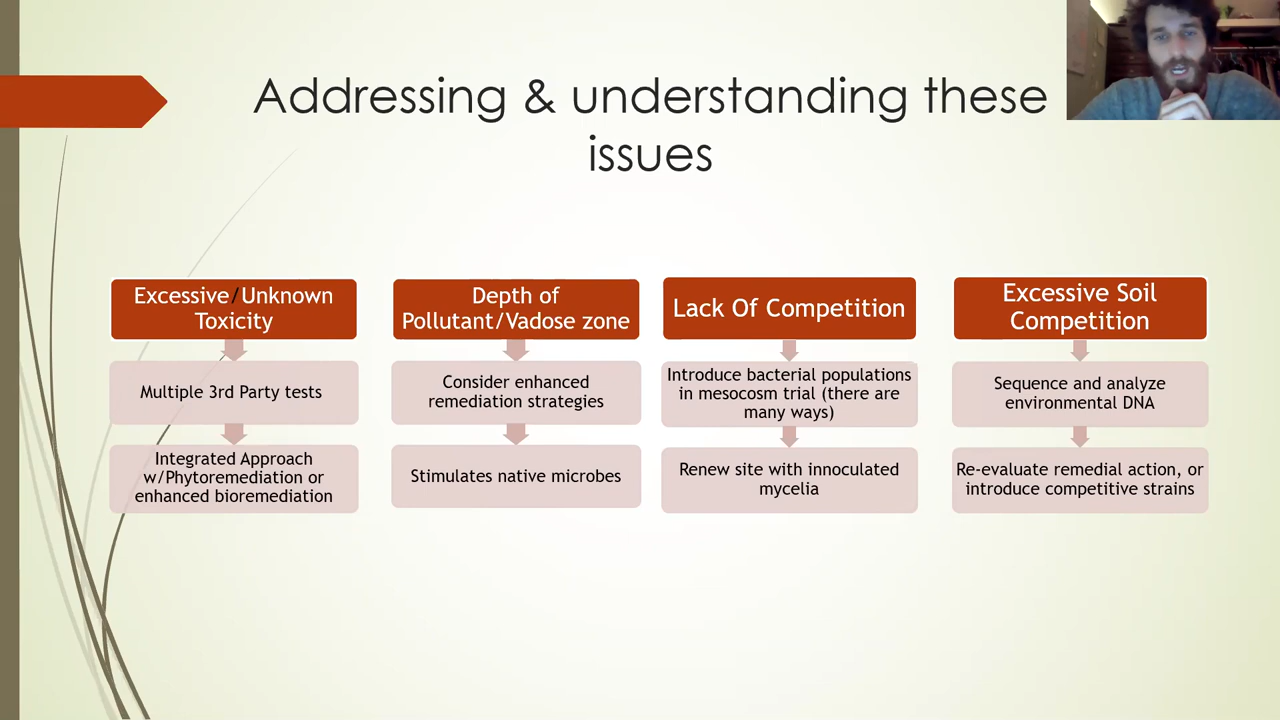 Addressing & understanding these
issues
Excessive/Unknown
Toxicity
Multiple 3rd Party tests
Integrated Approach
w/Phytoremediation or
enhanced bioremediation
Depth of
Pollutant/Vadose zone
Consider enhanced
remediation strategies
Stimulates native microbes
Lack Of Competition
Introduce bacterial populations
in mesocosm trial (there are
many ways)
Renew site with innoculated
mycelia
Excessive Soil
Competition
Sequence and analyze
environmental DNA
Re-evaluate remedial action, or
introduce competitive strains